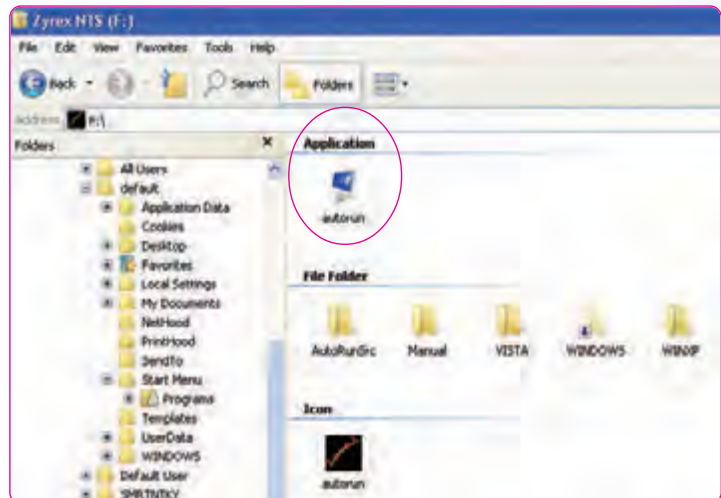 Zyrex NTS (F:)
File Edit View Favorites Tools Help
Back Search Folders
Address F:\
Folders
All Users
default
Application Data
Cookies
Desktop
Favorites
Local Settings
My Documents
NetHood
PrintHood
SendTo
Start Menu
Programs
Templates
UserData
WINDOWS
Default User
Application
autorun
File Folder
AutoRunSrc Manual VISTA WINDOWS WINXP
Icon
autorun